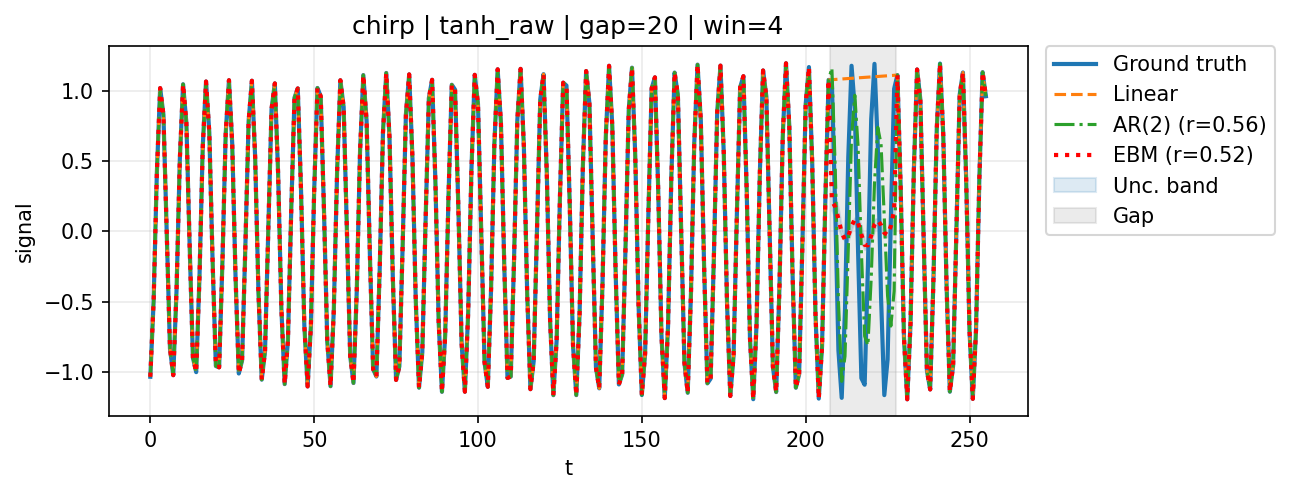 chirp | tanh_raw | gap=20 | win=4
1.0
0.5
0.0
−0.5
−1.0
signal
0 50 100 150 200 250
t
Ground truth
Linear
AR(2) (r=0.56)
EBM (r=0.52)
Unc. band
Gap